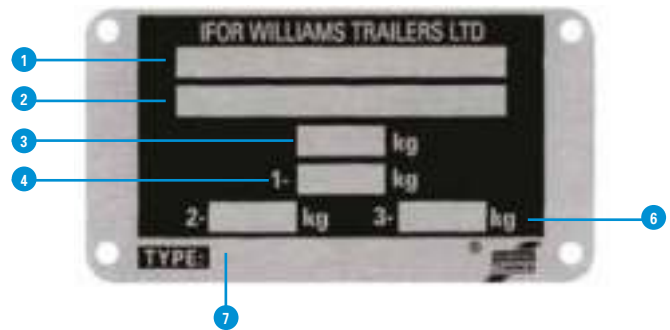 IFOR WILLIAMS TRAILERS LTD
1
2
3 kg
4 1- kg
2- kg 3- kg 6
TYPE: ®
7